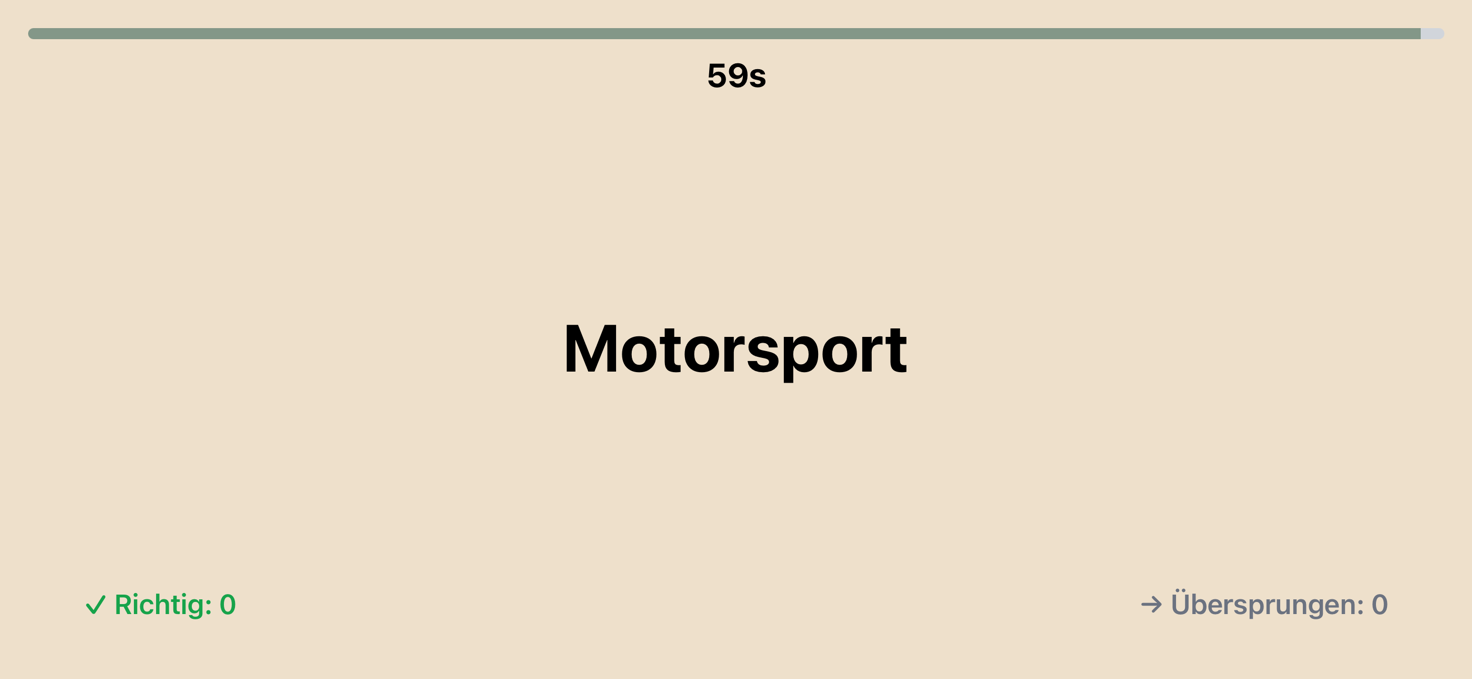 59s
Motorsport
✓ Richtig: 0
→ Übersprungen: 0